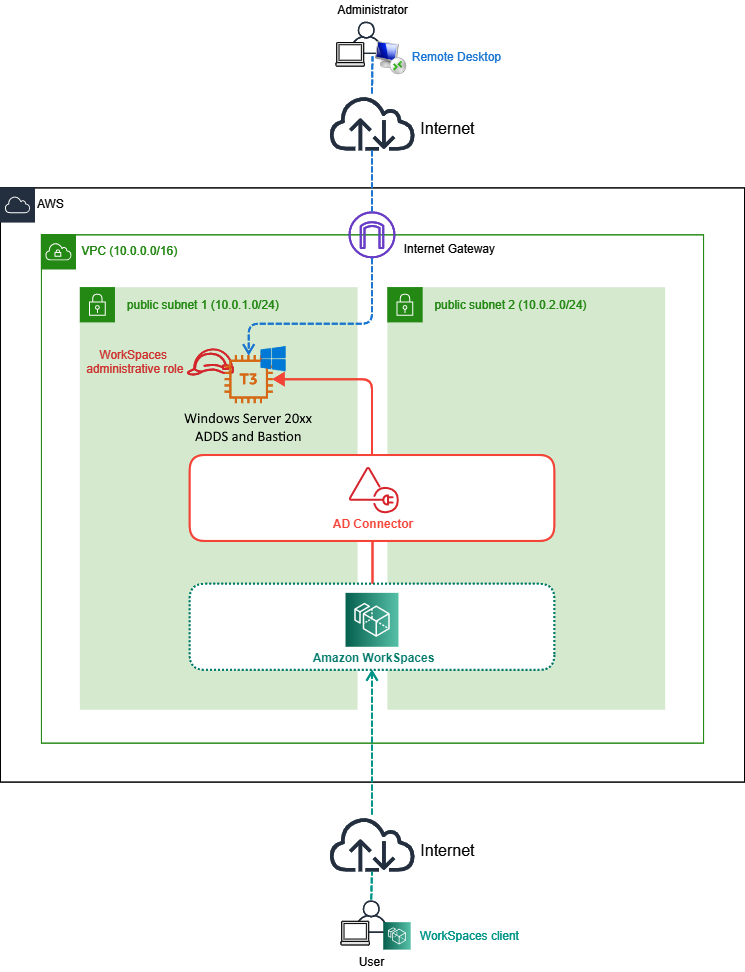 Administrator
Remote Desktop
Internet
AWS
Internet Gateway
VPC (10.0.0.0/16)
public subnet 1 (10.0.1.0/24)
public subnet 2 (10.0.2.0/24)
WorkSpaces
administrative role
T3
Windows Server 20xx
ADDS and Bastion
AD Connector
Amazon WorkSpaces
Internet
WorkSpaces client
User